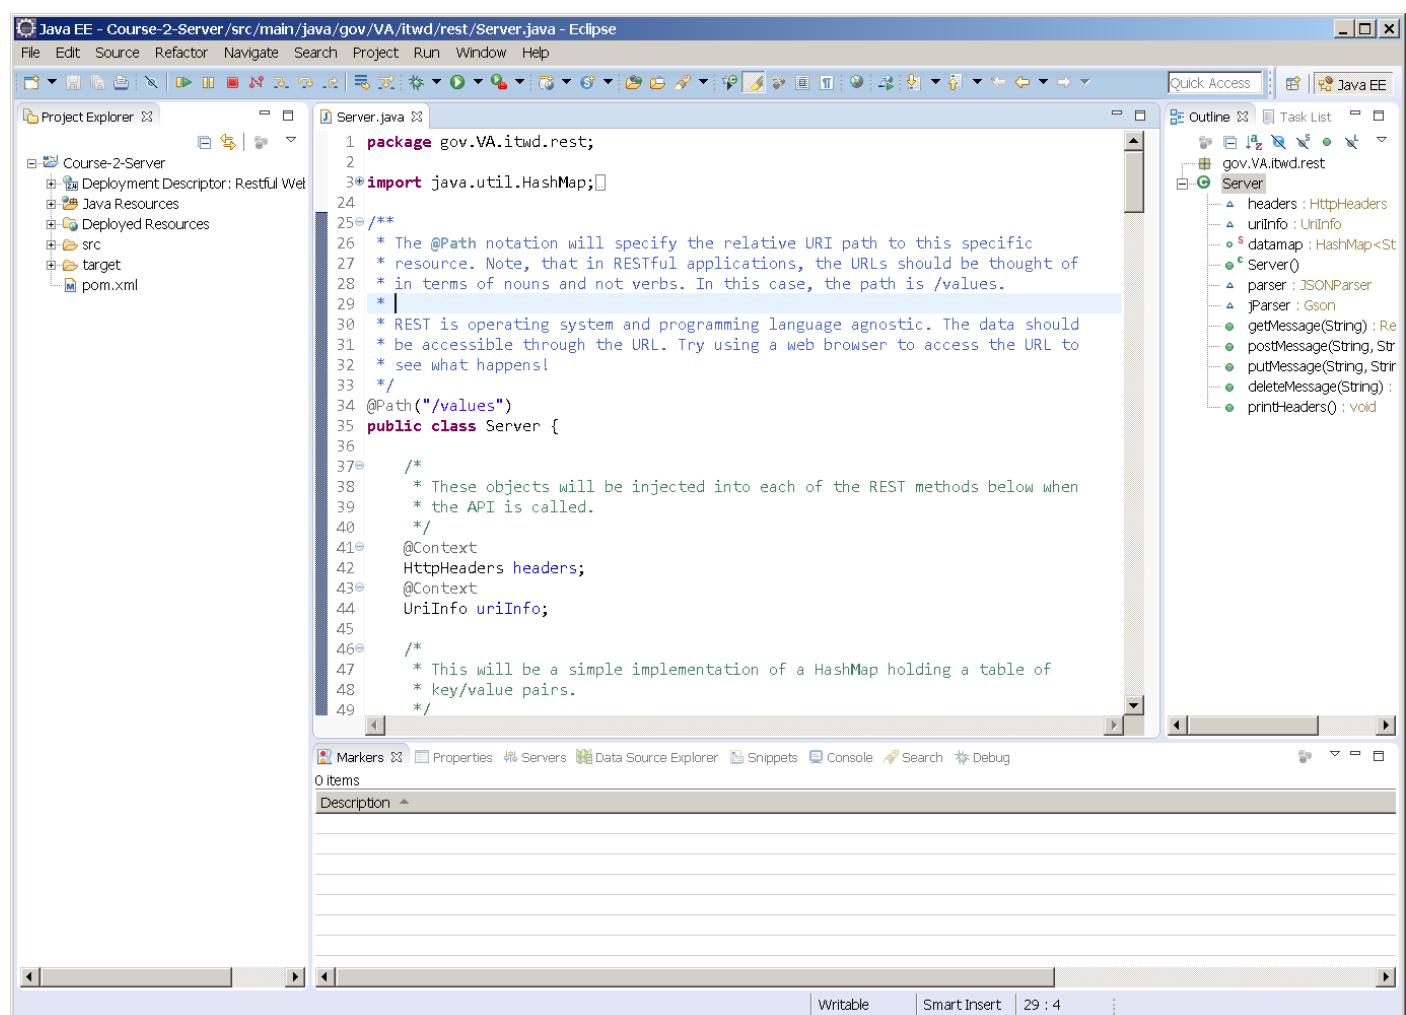 Java EE - Course-2-Server/src/main/java/gov/VA/itwd/rest/Server.java - Eclipse
File Edit Source Refactor Navigate Search Project Run Window Help
Quick Access Java EE
Project Explorer
Course-2-Server
Deployment Descriptor: Restful Wel
Java Resources
Deployed Resources
src
target
pom.xml
Server.java
1 package gov.VA.itwd.rest;
2
3 import java.util.HashMap;
24
25 /**
26 * The @Path notation will specify the relative URI path to this specific
27 * resource. Note, that in RESTful applications, the URLs should be thought of
28 * in terms of nouns and not verbs. In this case, the path is /values.
29 *
30 * REST is operating system and programming language agnostic. The data should
31 * be accessible through the URL. Try using a web browser to access the URL to
32 * see what happens!
33 */
34 @Path("/values")
35 public class Server {
36
37 /*
38 * These objects will be injected into each of the REST methods below when
39 * the API is called.
40 */
41 @Context
42 HttpHeaders headers;
43 @Context
44 UriInfo uriInfo;
45
46 /*
47 * This will be a simple implementation of a HashMap holding a table of
48 * key/value pairs.
49 */
Outline Task List
gov.VA.itwd.rest
Server
headers : HttpHeaders
uriInfo : UriInfo
datamap : HashMap<St
Server()
parser : JSONParser
jParser : Gson
getMessage(String) : Re
postMessage(String, Str
putMessage(String, Strir
deleteMessage(String) :
printHeaders() : void
Markers Properties Servers Data Source Explorer Snippets Console Search Debug
0 items
Description
Writable Smart Insert 29 : 4